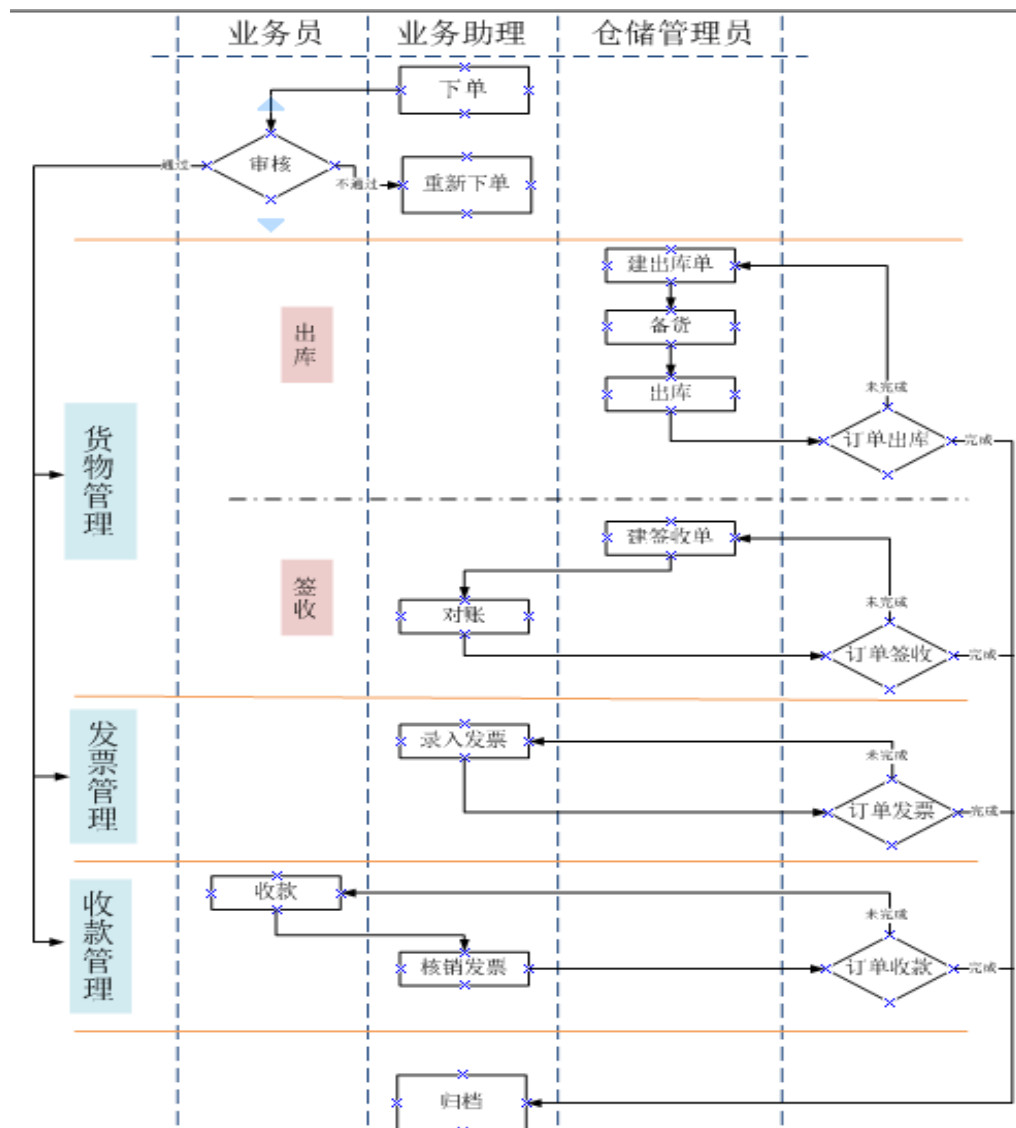 业务员
业务助理
仓储管理员
下单
审核
通过
不通过
重新下单
建出库单
出库
备货
出库
未完成
订单出库
完成
货物管理
建签收单
签收
对账
未完成
订单签收
完成
发票管理
录入发票
未完成
订单发票
完成
收款管理
收款
未完成
核销发票
订单收款
完成
归档